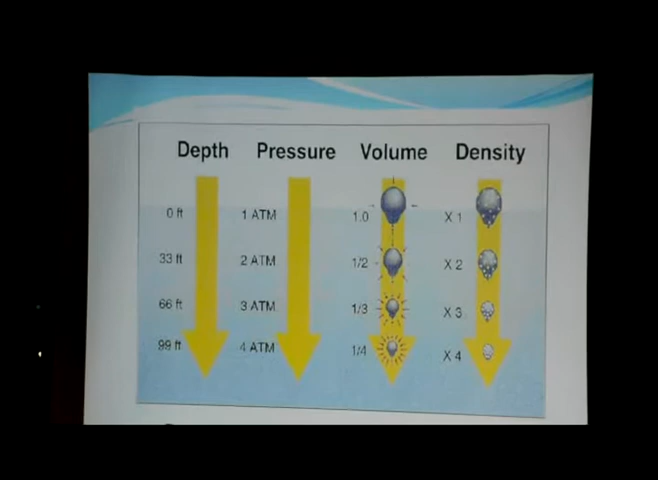 Depth Pressure Volume Density
0 ft 1 ATM 1.0 X 1
33 ft 2 ATM 1/2 X 2
66 ft 3 ATM 1/3 X 3
99 ft 4 ATM 1/4 X 4